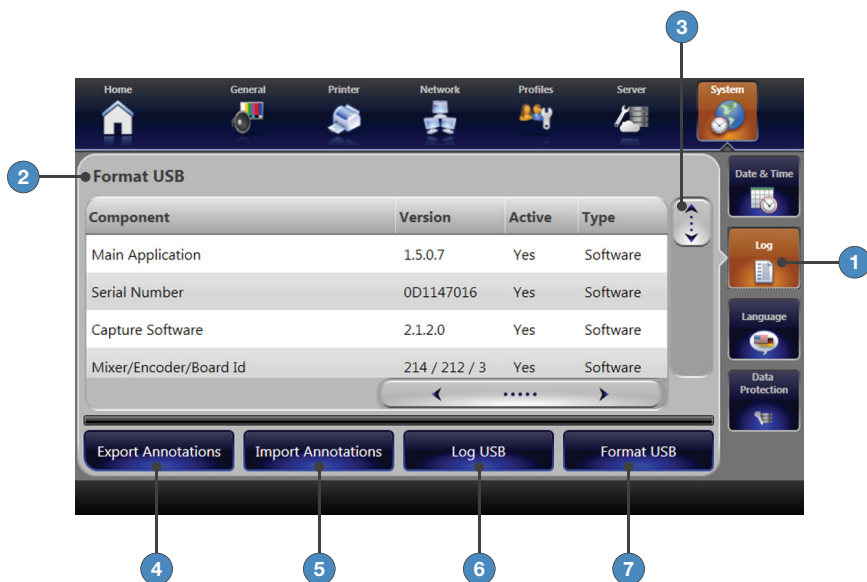 3
Home General Printer Network Profiles Server System
2
Format USB
Date & Time
Component Version Active Type
Main Application 1.5.0.7 Yes Software
Log
1
Serial Number 0D1147016 Yes Software
Capture Software 2.1.2.0 Yes Software
Language
Mixer/Encoder/Board Id 214 / 212 / 3 Yes Software
Data
Protection
Export Annotations Import Annotations Log USB Format USB
4 5 6 7